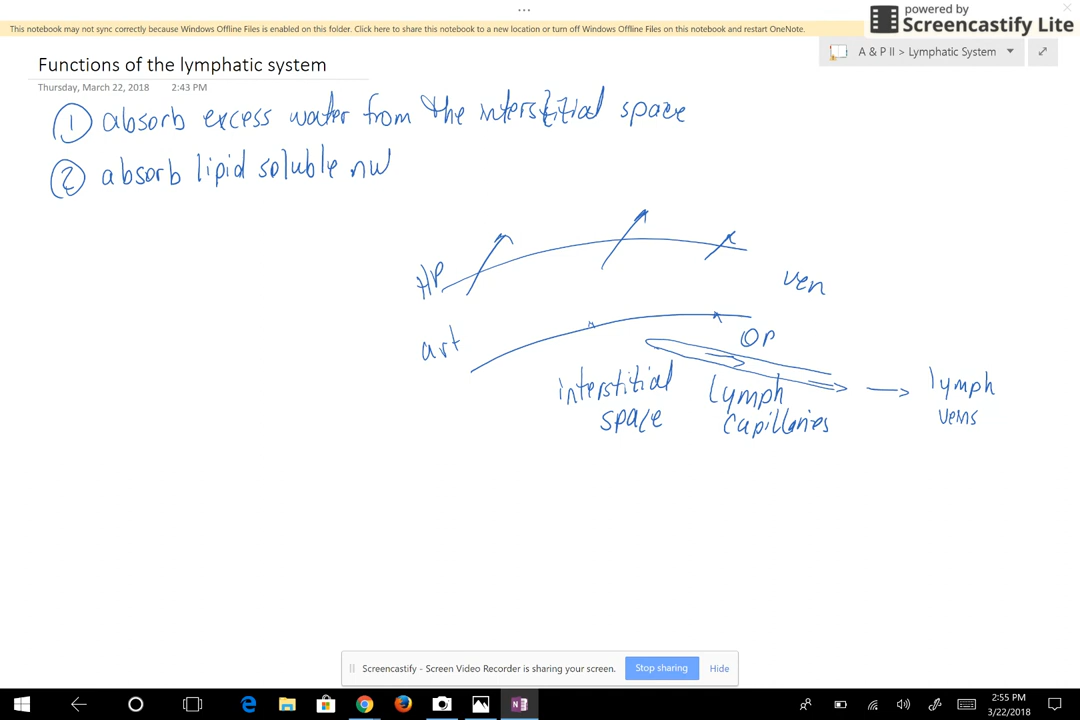 powered by
Screencastify Lite
This notebook may not sync correctly because Windows Offline Files is enabled on this folder. Click here to share this notebook to a new location or turn off Windows Offline Files on this notebook and restart OneNote.
A & P II > Lymphatic System
Functions of the lymphatic system
Thursday, March 22, 2018 2:43 PM
① absorb excess water from the interstitial space
② absorb lipid soluble nu
HP
ven
art
OP
interstitial
space
Lymph
Capillaries
lymph
veins
Screencastify - Screen Video Recorder is sharing your screen.
Stop sharing
Hide
2:55 PM
3/22/2018